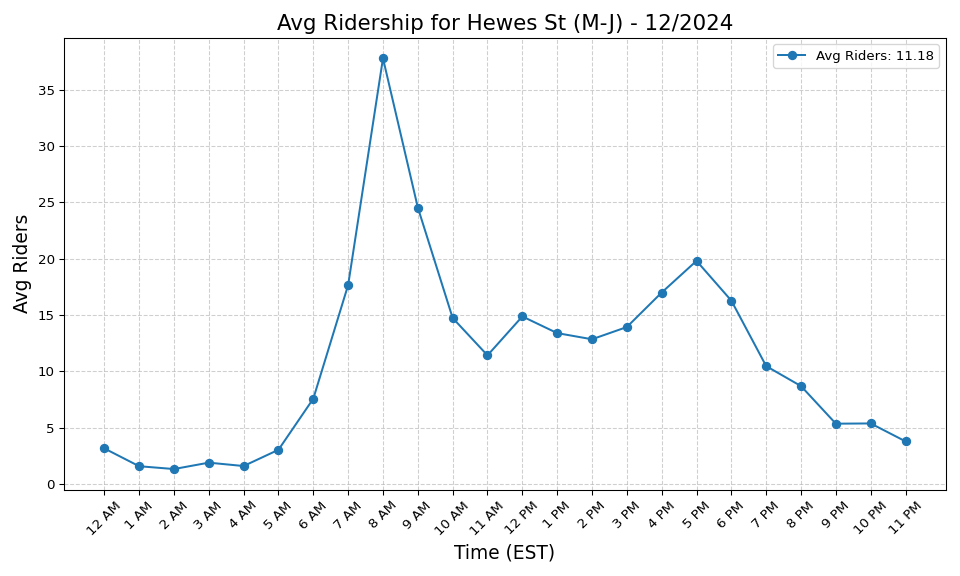 Avg Ridership for Hewes St (M-J) - 12/2024
Avg Riders: 11.18
Avg Riders
35
30
25
20
15
10
5
0
12 AM
1 AM
2 AM
3 AM
4 AM
5 AM
6 AM
7 AM
8 AM
9 AM
10 AM
11 AM
12 PM
1 PM
2 PM
3 PM
4 PM
5 PM
6 PM
7 PM
8 PM
9 PM
10 PM
11 PM
Time (EST)